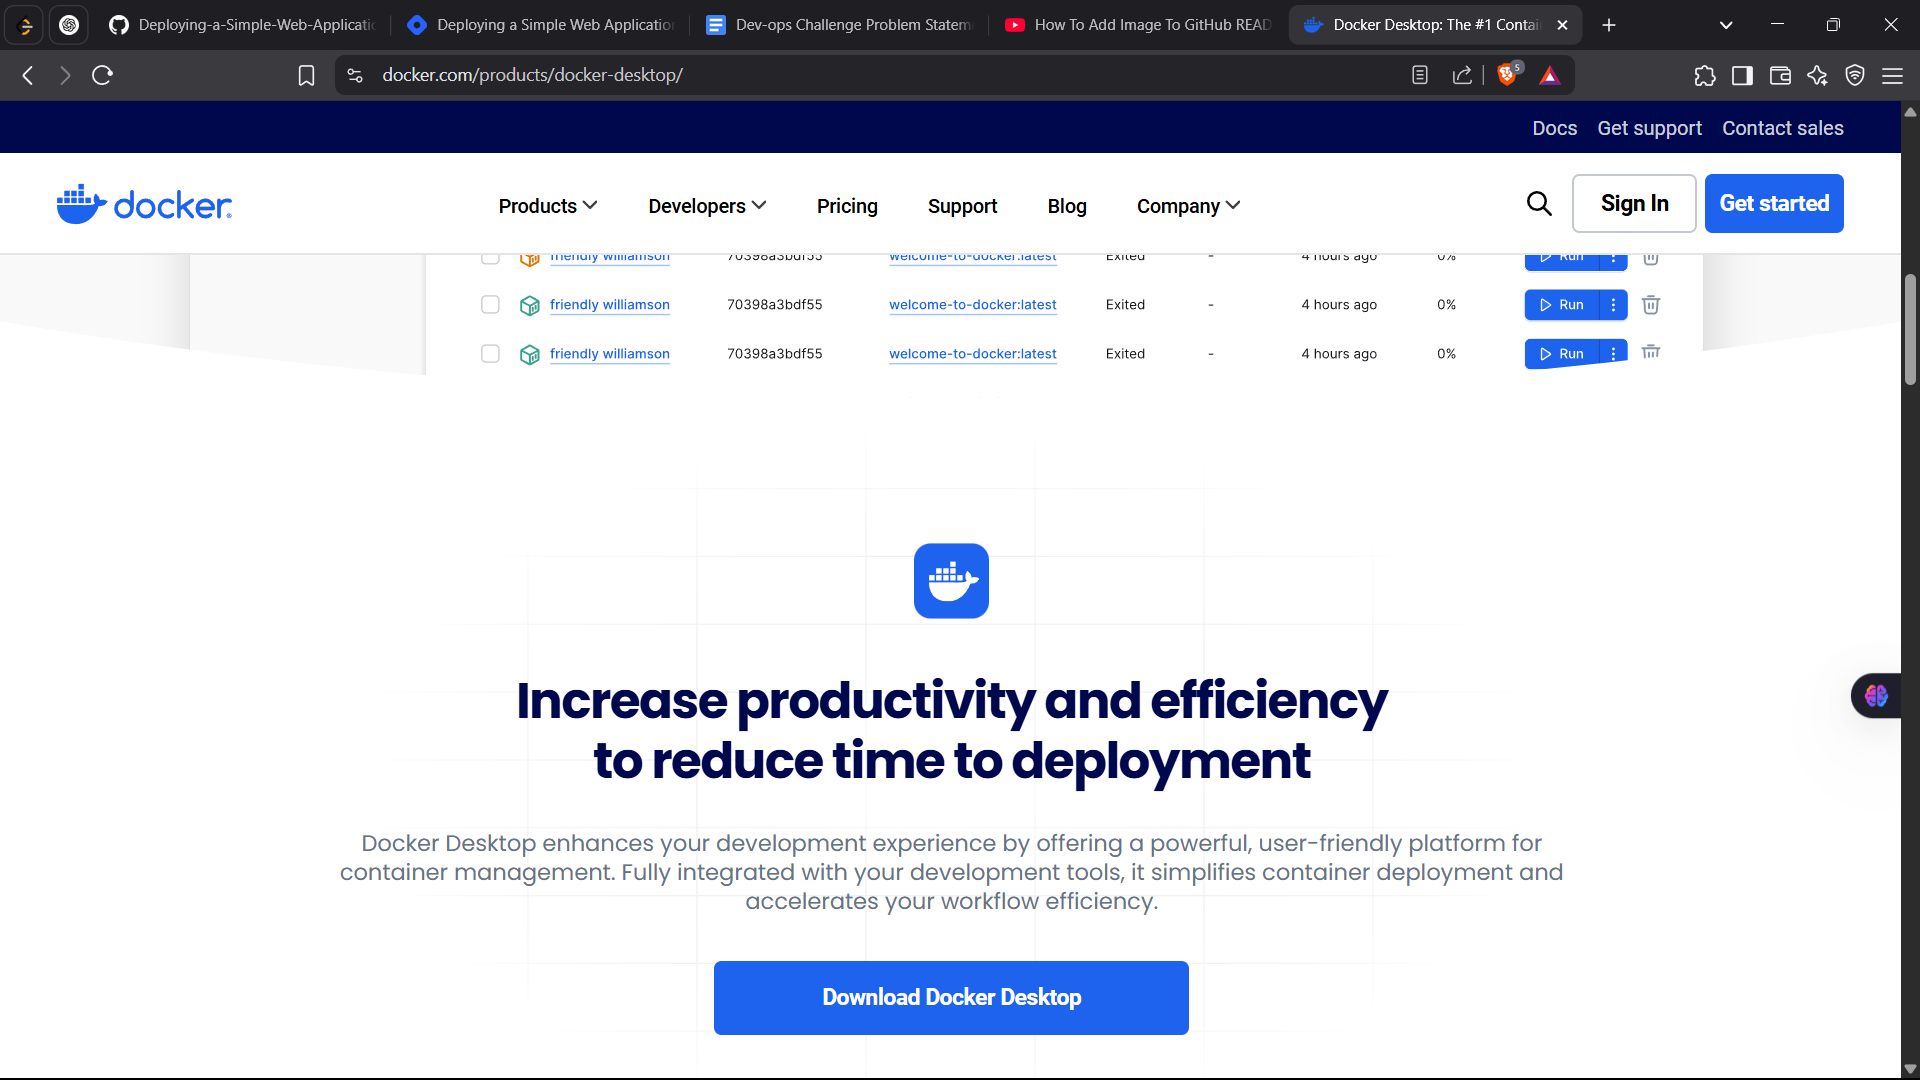 Deploying-a-Simple-Web-Applicatio
Deploying a Simple Web Application
Dev-ops Challenge Problem Statem
How To Add Image To GitHub READ
Docker Desktop: The #1 Contai
docker.com/products/docker-desktop/
5
Docs Get support Contact sales
docker
Products Developers Pricing Support Blog Company
Sign In
Get started
friendly williamson 70398a3bdf55 welcome-to-docker:latest Exited - 4 hours ago 0% Run
friendly williamson 70398a3bdf55 welcome-to-docker:latest Exited - 4 hours ago 0% Run
friendly williamson 70398a3bdf55 welcome-to-docker:latest Exited - 4 hours ago 0% Run
Increase productivity and efficiency
to reduce time to deployment
Docker Desktop enhances your development experience by offering a powerful, user-friendly platform for
container management. Fully integrated with your development tools, it simplifies container deployment and
accelerates your workflow efficiency.
Download Docker Desktop